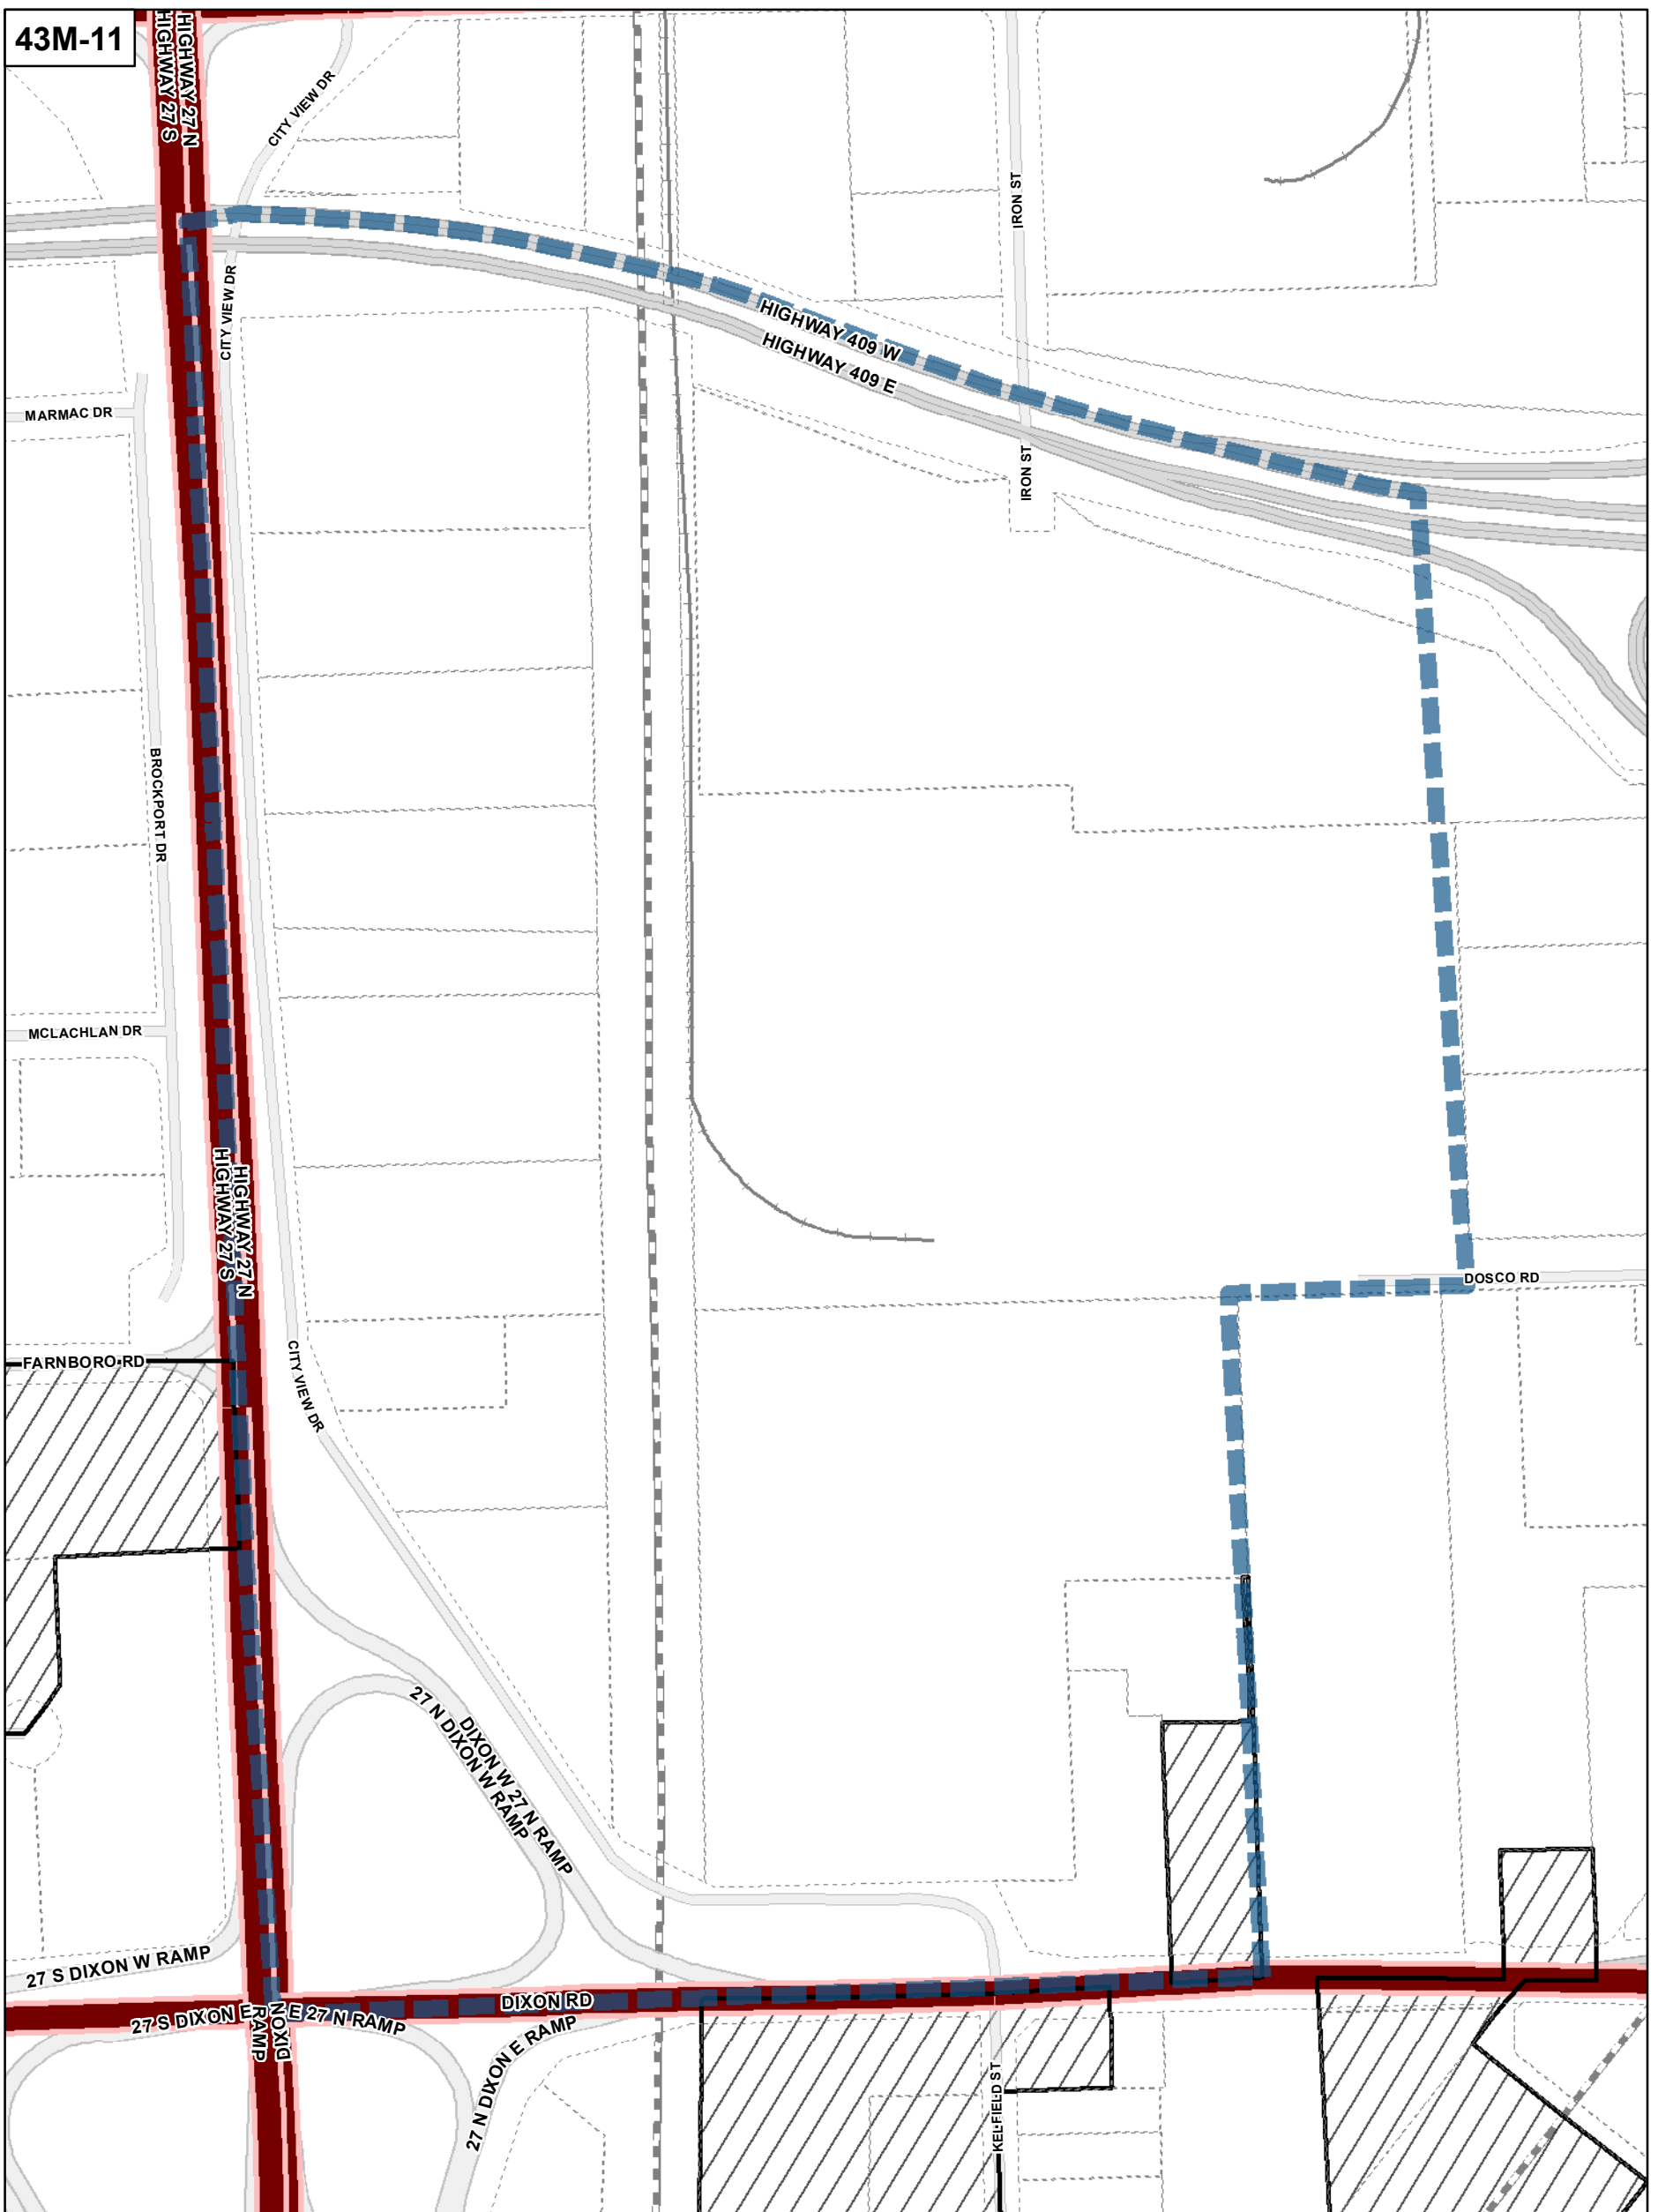 43M-11
HIGHWAY 27 N
HIGHWAY 27 S
CITY VIEW DR
IRON ST
CITY VIEW DR
HIGHWAY 409 W
HIGHWAY 409 E
MARMAC DR
IRON ST
BROCKPORT DR
MCLACHLAN DR
HIGHWAY 27 N
HIGHWAY 27 S
DOSCO RD
FARNBORO RD
CITY VIEW DR
DIXON W 27 N RAMP
27 N DIXON W RAMP
27 S DIXON W RAMP
DIXON RD
27 S DIXON E
RAMP
DIXON
N E 27 N RAMP
27 N DIXON E RAMP
KELFIELD ST